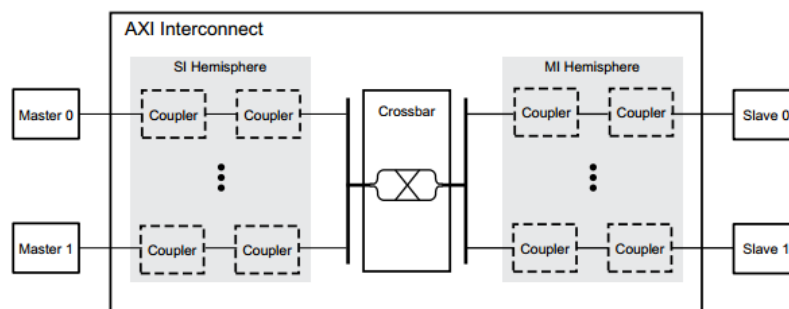 AXI Interconnect
SI Hemisphere
MI Hemisphere
Master 0
Coupler
Coupler
Crossbar
Coupler
Coupler
Slave 0
Master 1
Coupler
Coupler
Coupler
Coupler
Slave 1